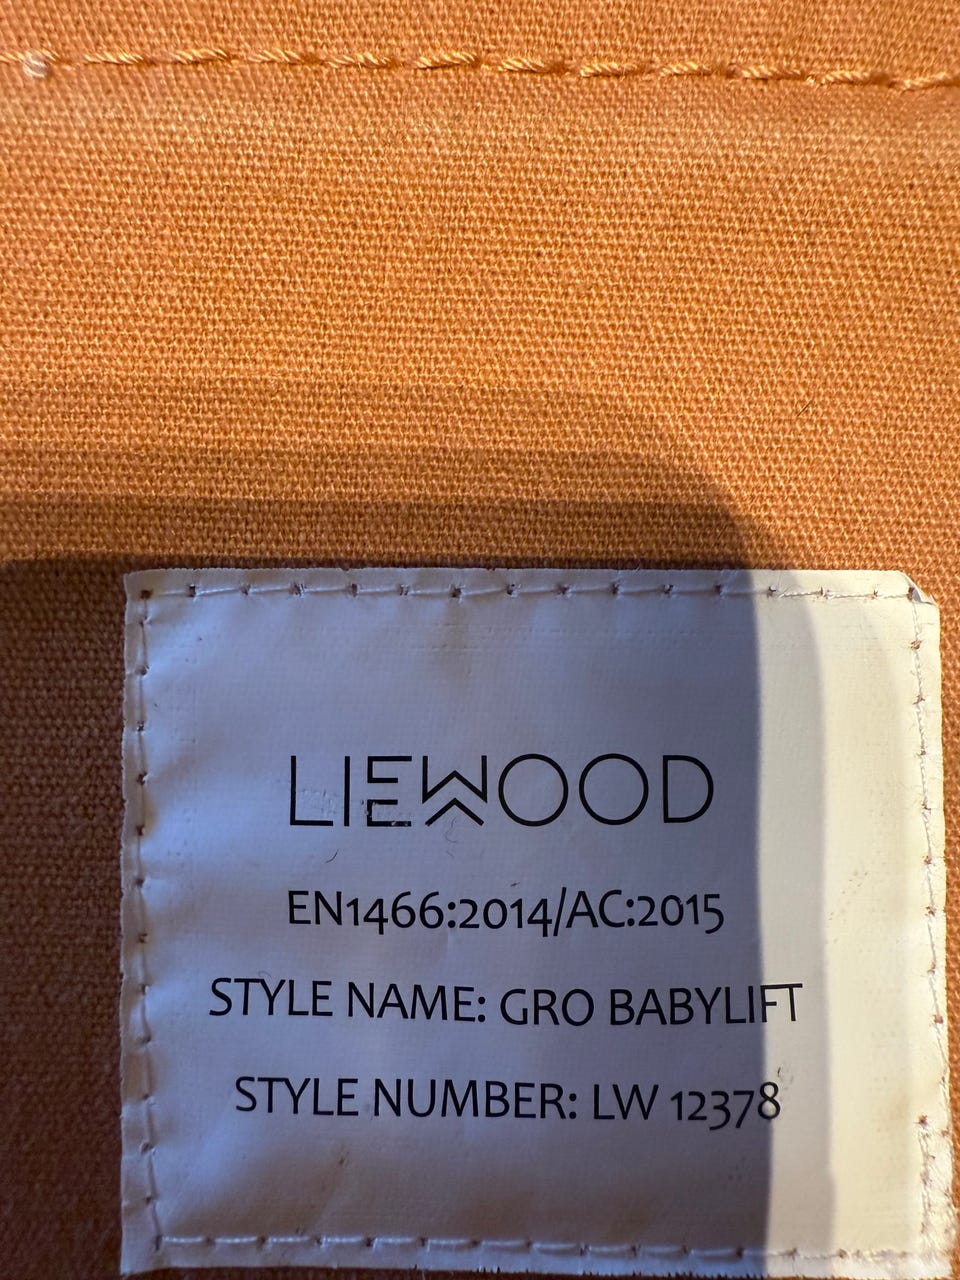 LIEWOOD
EN1466:2014/AC:2015
STYLE NAME: GRO BABYLIFT
STYLE NUMBER: LW 12378